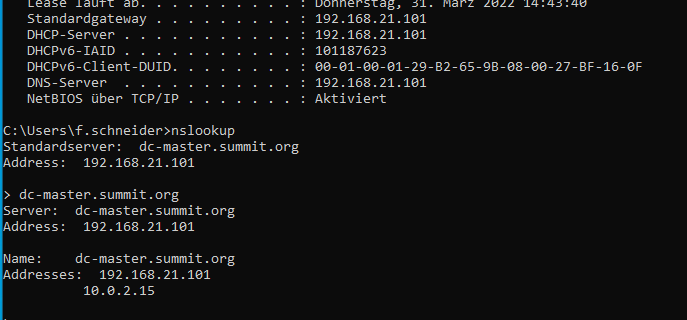 Lease läuft ab. . . . . . . . . . : Donnerstag, 31. März 2022 14:43:40
Standardgateway . . . . . . . . . : 192.168.21.101
DHCP-Server . . . . . . . . . . . : 192.168.21.101
DHCPv6-IAID . . . . . . . . . . . : 101187623
DHCPv6-Client-DUID. . . . . . . . : 00-01-00-01-29-B2-65-9B-08-00-27-BF-16-0F
DNS-Server  . . . . . . . . . . . : 192.168.21.101
NetBIOS über TCP/IP . . . . . . . : Aktiviert
C:\Users\f.schneider>nslookup
Standardserver:  dc-master.summit.org
Address:  192.168.21.101
> dc-master.summit.org
Server:  dc-master.summit.org
Address:  192.168.21.101
Name:    dc-master.summit.org
Addresses:  192.168.21.101
10.0.2.15